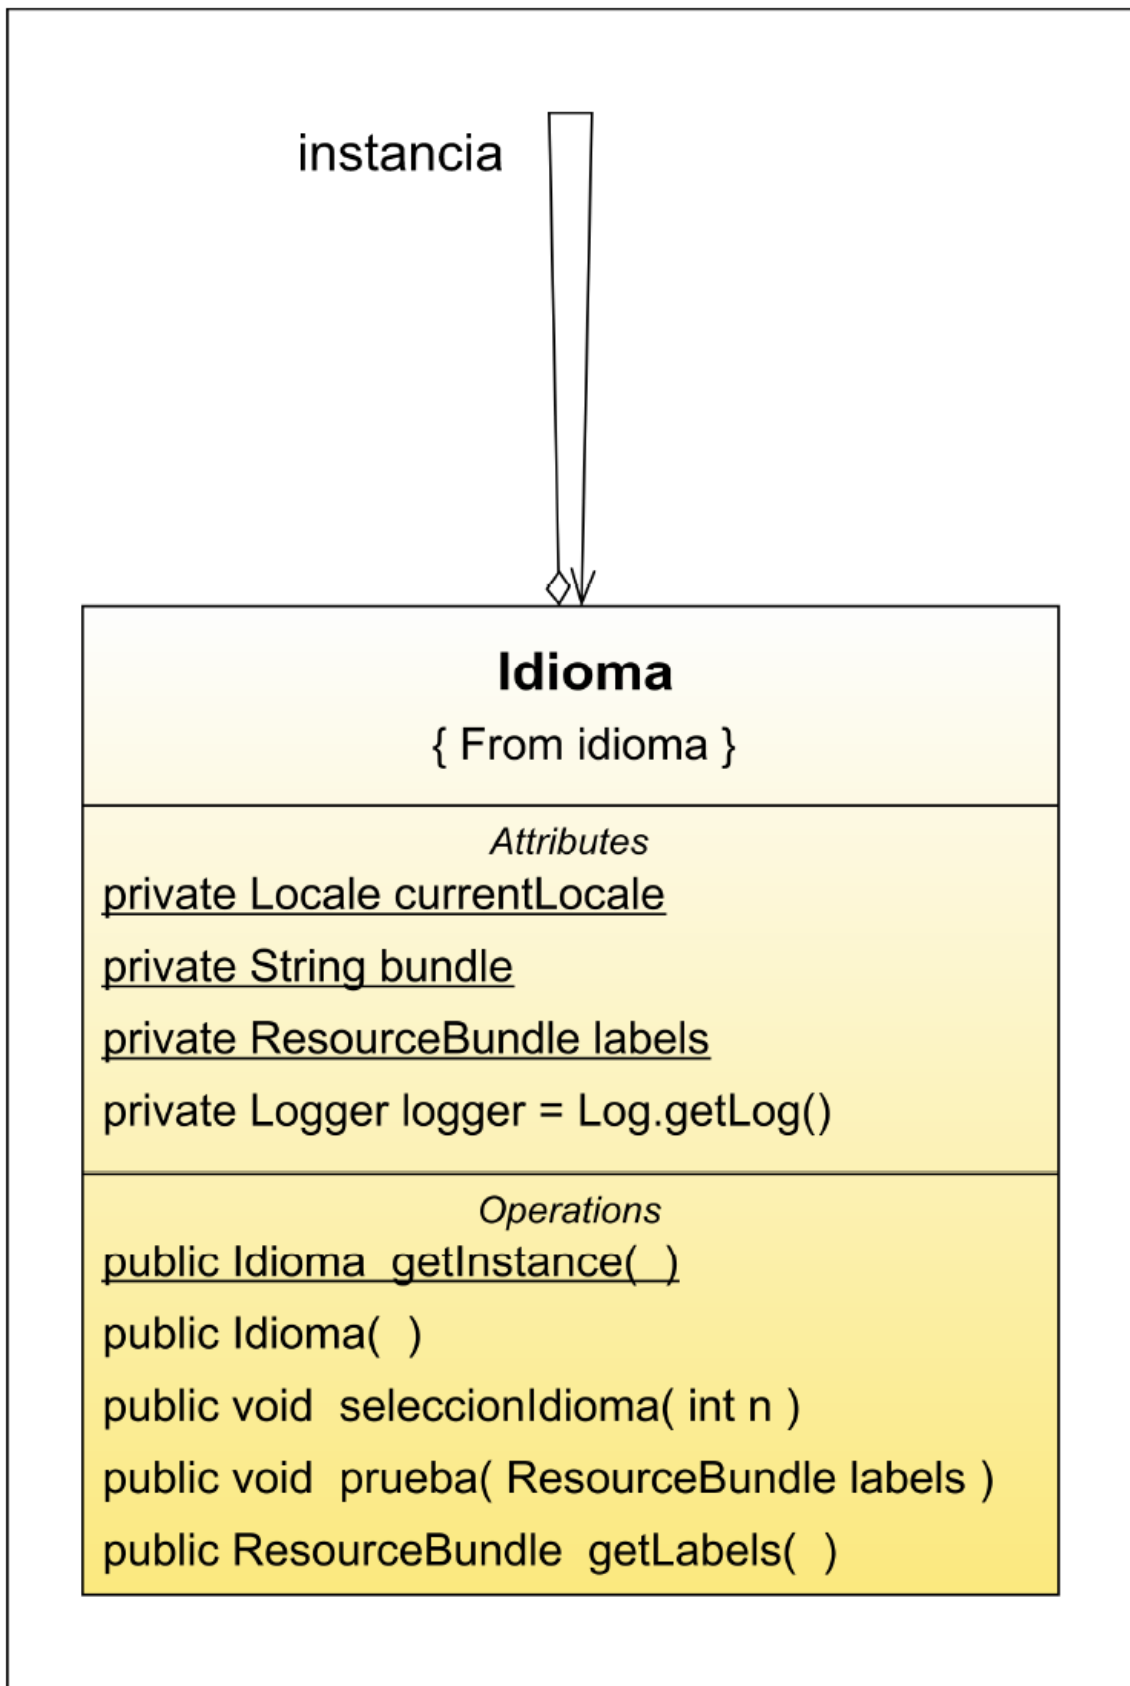 instancia
Idioma
{ From idioma }
Attributes
private Locale currentLocale
private String bundle
private ResourceBundle labels
private Logger logger = Log.getLog()
Operations
public Idioma  getInstance(  )
public Idioma(  )
public void  seleccionIdioma( int n )
public void  prueba( ResourceBundle labels )
public ResourceBundle  getLabels(  )